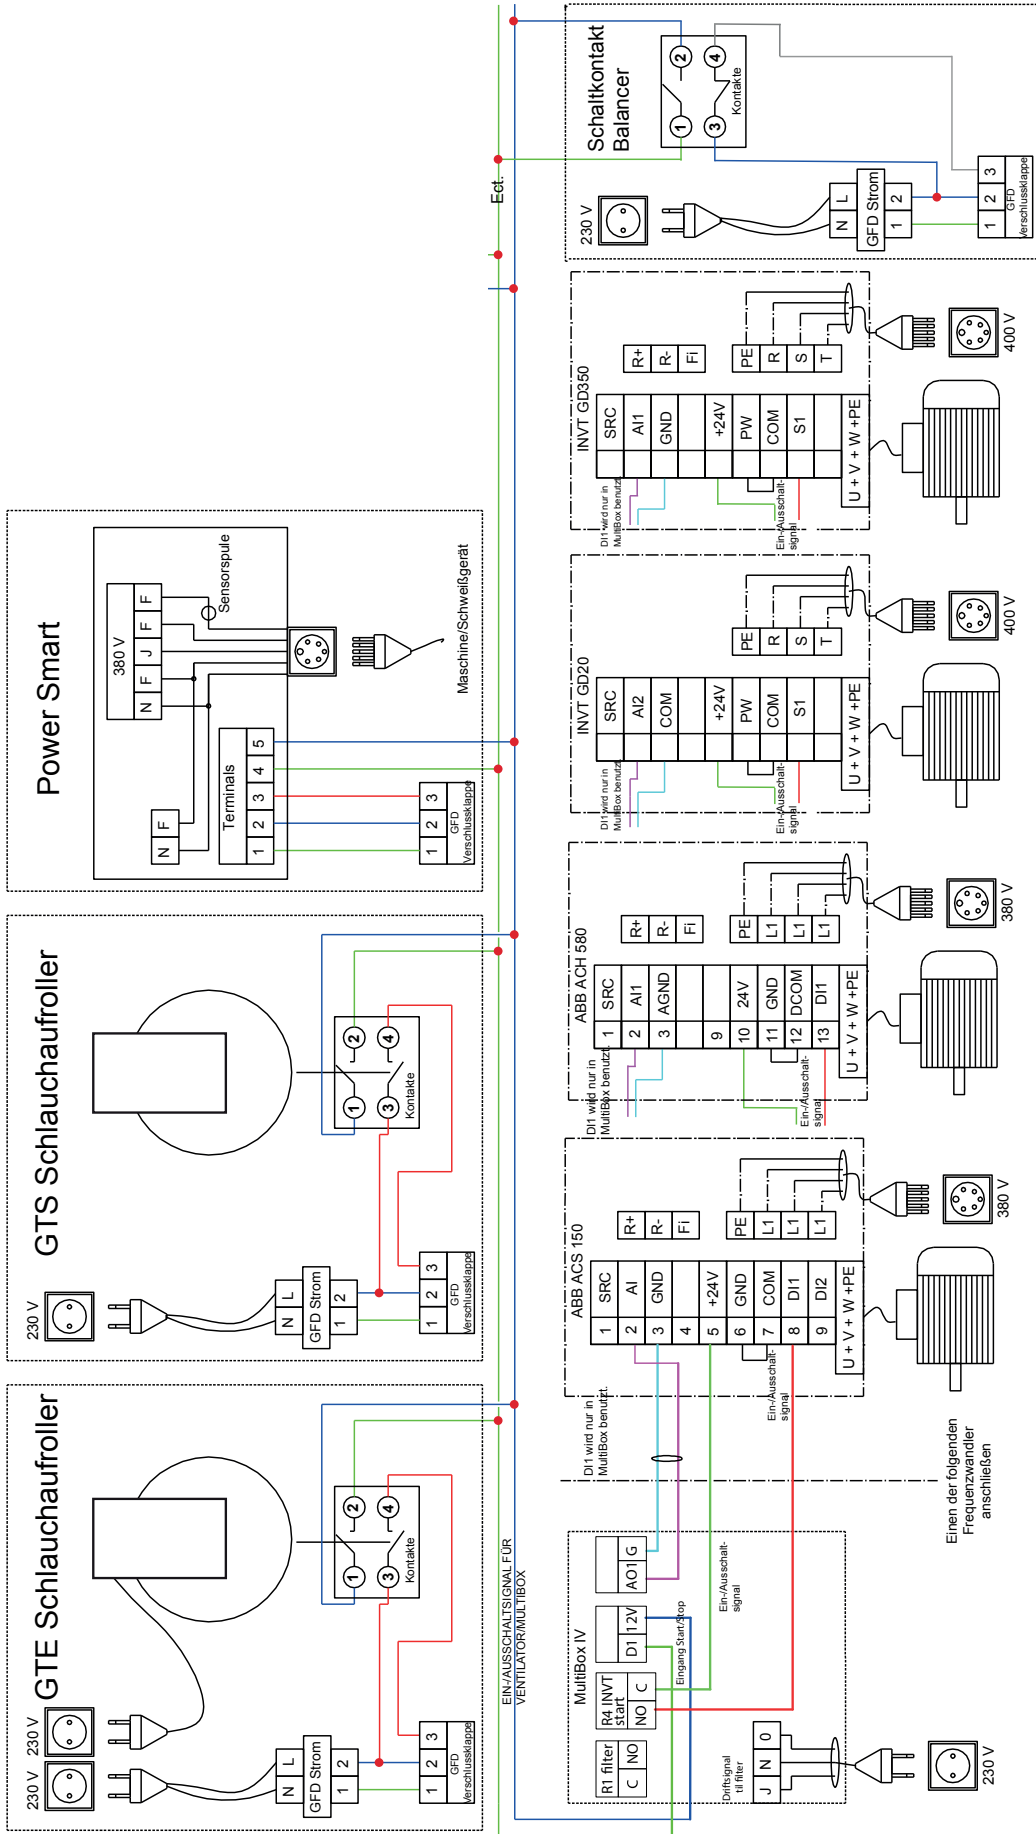 GTE Schlauchaufroller
230 V
230 V
N
L
GFD Strom
1
2
1
2
3
GFD
Verschlussklappe
1
2
3
4
Kontakte
GTS Schlauchaufroller
230 V
N
L
GFD Strom
1
2
1
2
3
GFD
Verschlussklappe
1
2
3
4
Kontakte
Power Smart
380 V
N
F
J
F
F
Sensorspule
N
F
Terminals
1
2
3
4
5
1
2
3
GFD
Verschlussklappe
Maschine/Schweißgerät
EIN-/AUSSCHALTSIGNAL FÜR
VENTILATOR/MULTIBOX
Ect.
MultiBox IV
R1 filter
C
NO
R4 INVT
start
NO
C
D1
12V
AO1
G
Eingang Start/Stop
Ein-/Ausschalt-
signal
Driftsignal
til filter
J
N
0
230 V
Einen der folgenden
Frequenzwandler
anschließen
DI1 wird nur in
MultiBox benutzt.
ABB ACS 150
1
SRC
2
AI
3
GND
4
5
+24V
6
GND
7
COM
8
DI1
9
DI2
U + V + W +PE
R+
R-
Fi
PE
L1
L1
L1
Ein-/Ausschalt-
signal
380 V
DI1 wird nur in
MultiBox benutzt.
ABB ACH 580
1
SRC
2
AI1
3
AGND
9
10
24V
11
GND
12
DCOM
13
DI1
U + V + W +PE
R+
R-
Fi
PE
L1
L1
L1
Ein-/Ausschalt-
signal
380 V
DI1 wird nur in
MultiBox benutzt.
INVT GD20
SRC
AI2
COM
+24V
PW
COM
S1
U + V + W +PE
PE
R
S
T
Ein-/Ausschalt-
signal
400 V
DI1 wird nur in
MultiBox benutzt.
INVT GD350
SRC
AI1
GND
+24V
PW
COM
S1
U + V + W +PE
R+
R-
Fi
PE
R
S
T
Ein-/Ausschalt-
signal
400 V
Schaltkontakt
Balancer
230 V
1
2
3
4
Kontakte
N
L
GFD Strom
1
2
1
2
3
GFD
Verschlussklappe